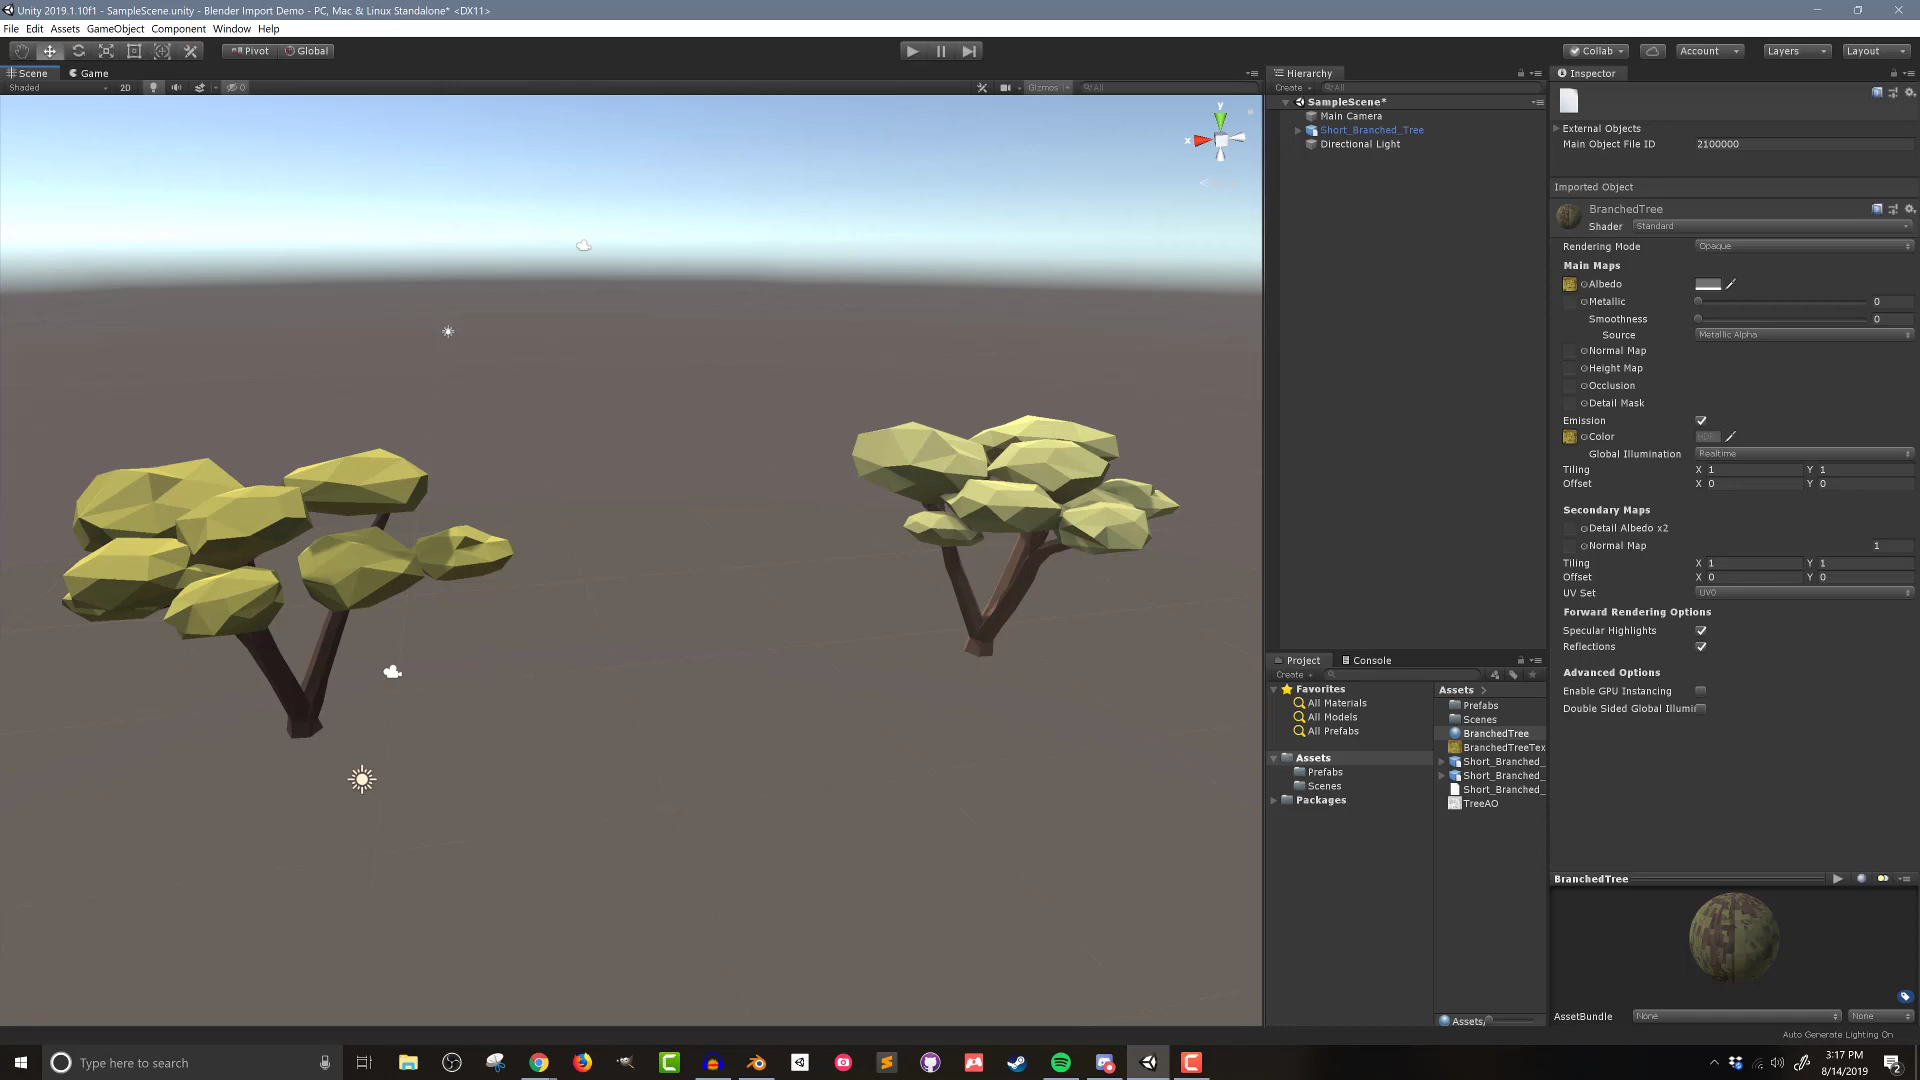 Unity 2019.1.10f1 - SampleScene.unity - Blender Import Demo - PC, Mac & Linux Standalone* <DX11>
File Edit Assets GameObject Component Window Help
Pivot Global Collab Account Layers Layout
Scene Game
Shaded 2D 0 Gizmos All
y
x
Hierarchy
Create All
SampleScene*
Main Camera
Short_Branched_Tree
Directional Light
Project Console
Create
Favorites
All Materials
All Models
All Prefabs
Assets
Prefabs
Scenes
Packages
Assets
Prefabs
Scenes
BranchedTree
BranchedTreeTex
Short_Branched_
Short_Branched_
Short_Branched_
TreeAO
Assets/
Inspector
External Objects
Main Object File ID 2100000
Imported Object
BranchedTree
Shader Standard
Rendering Mode Opaque
Main Maps
Albedo
Metallic 0
Smoothness 0
Source Metallic Alpha
Normal Map
Height Map
Occlusion
Detail Mask
Emission
Color HDR
Global Illumination Realtime
Tiling X 1 Y 1
Offset X 0 Y 0
Secondary Maps
Detail Albedo x2
Normal Map 1
Tiling X 1 Y 1
Offset X 0 Y 0
UV Set UV0
Forward Rendering Options
Specular Highlights
Reflections
Advanced Options
Enable GPU Instancing
Double Sided Global Illumin
BranchedTree
AssetBundle None None
Auto Generate Lighting On
Type here to search
3:17 PM
8/14/2019
2